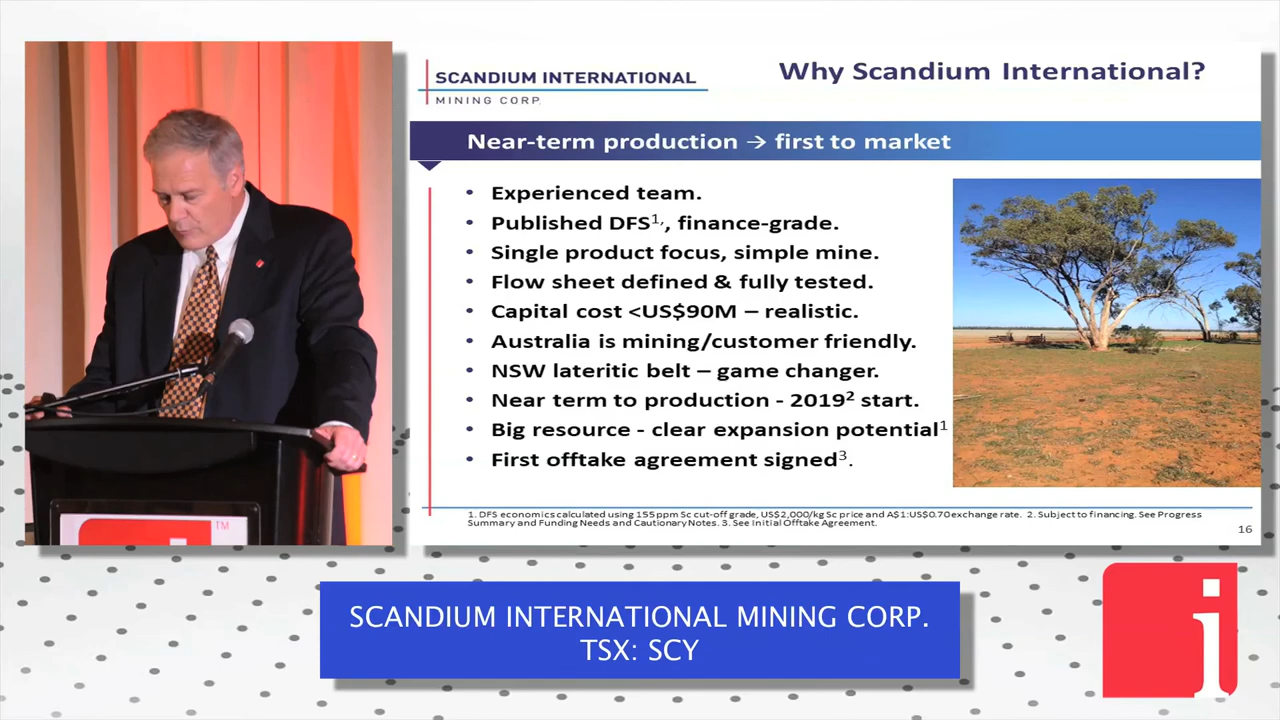 SCANDIUM INTERNATIONAL
MINING CORP.
Why Scandium International?
Near-term production → first to market
• Experienced team.
• Published DFS¹,, finance-grade.
• Single product focus, simple mine.
• Flow sheet defined & fully tested.
• Capital cost <US$90M – realistic.
• Australia is mining/customer friendly.
• NSW lateritic belt – game changer.
• Near term to production - 2019² start.
• Big resource - clear expansion potential¹
• First offtake agreement signed³.
1. DFS economics calculated using 155ppm Sc cut-off grade, US$2,000/kg Sc price and A$1:US$0.70 exchange rate. 2. Subject to financing. See Progress
Summary and Funding Needs and Cautionary Notes. 3. See Initial Offtake Agreement.
16
TM
SCANDIUM INTERNATIONAL MINING CORP.
TSX: SCY
i